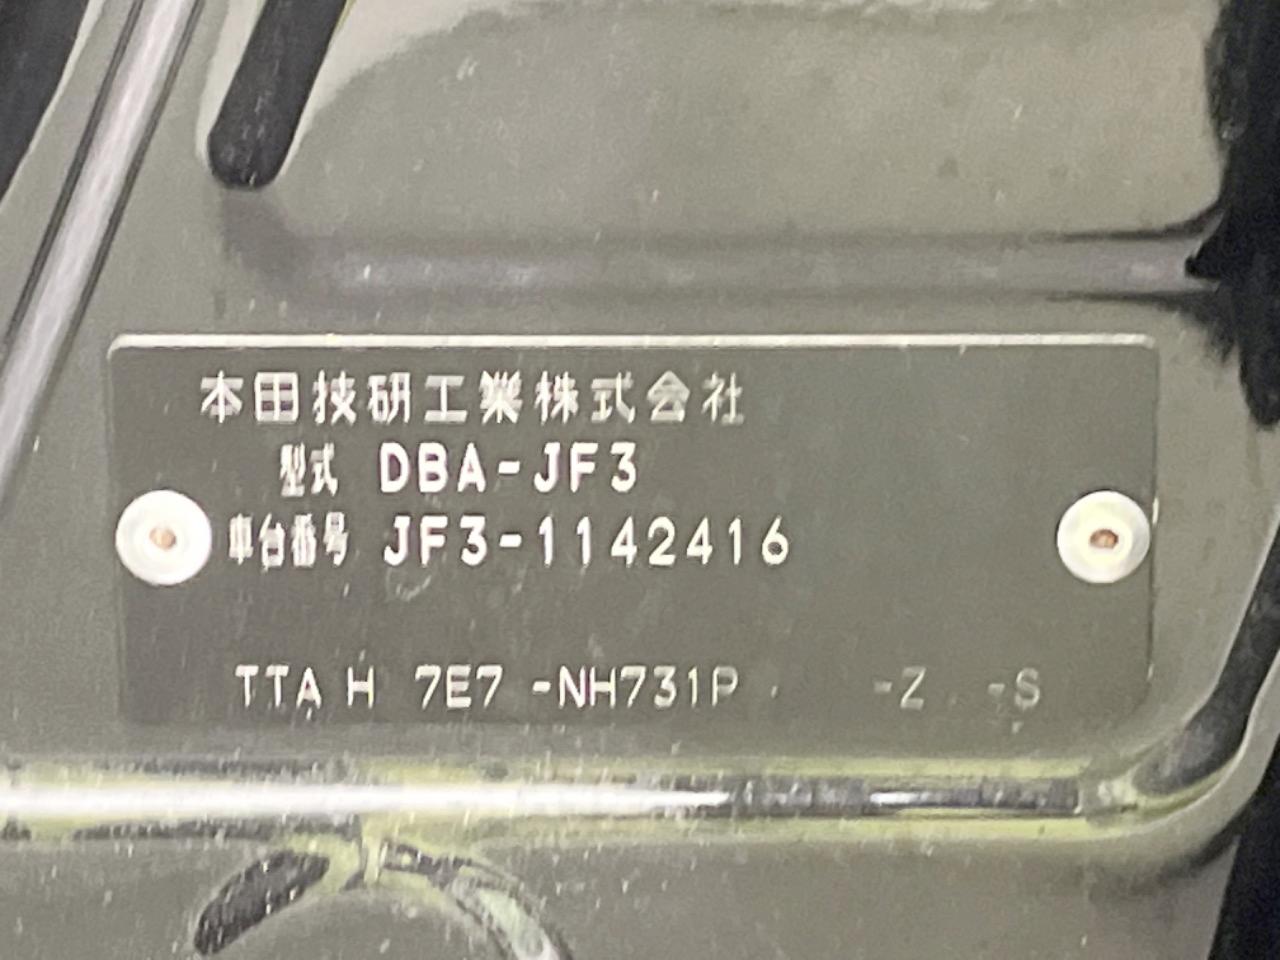 本田技研工業株式会社
型式 DBA-JF3
車台番号 JF3-1142416
TTA H 7E7 -NH731P -Z -S